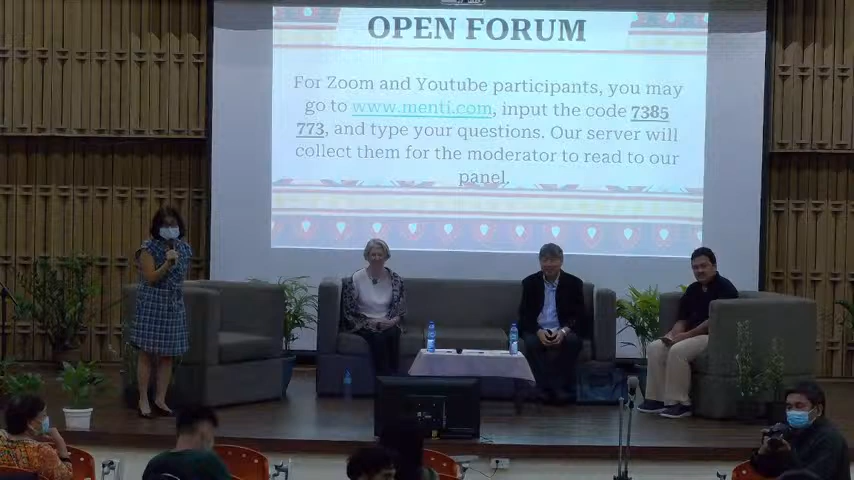 OPEN FORUM
For Zoom and Youtube participants, you may
go to www.menti.com, input the code 7385
773, and type your questions. Our server will
collect them for the moderator to read to our
panel.